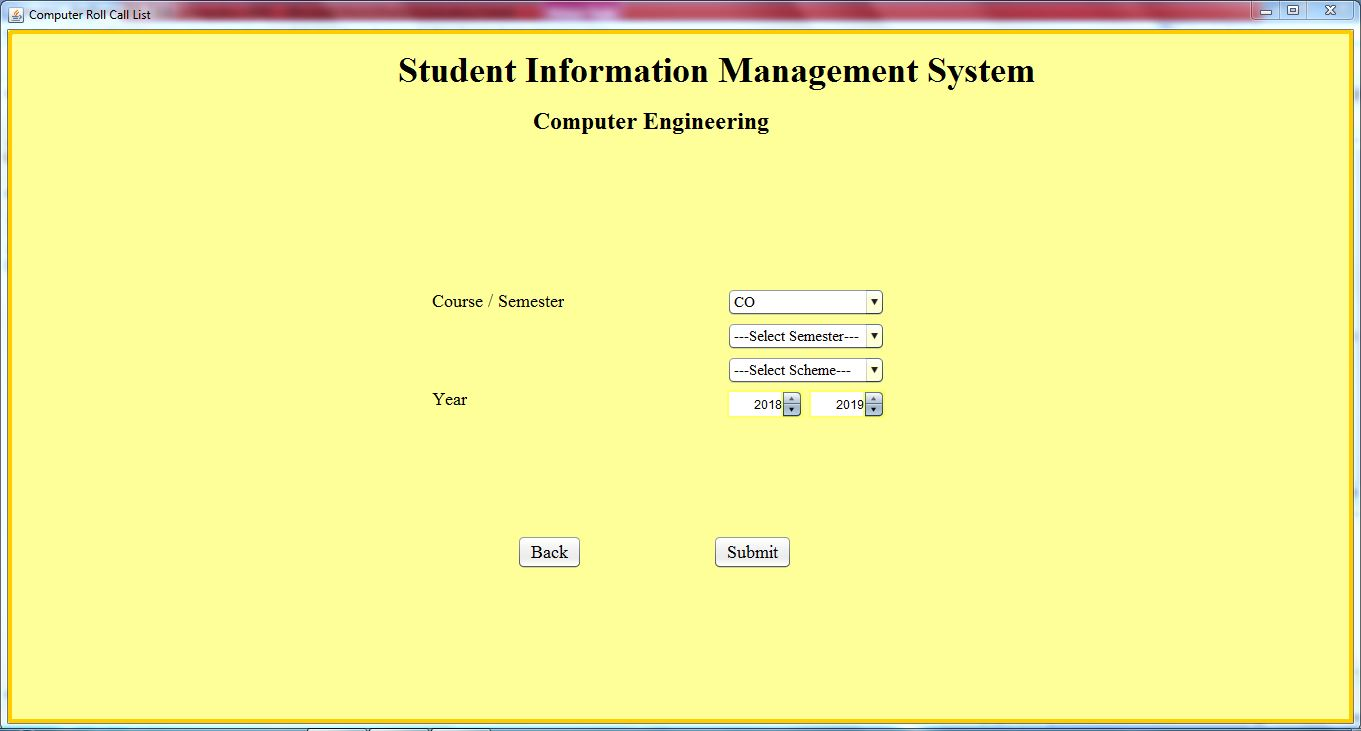 Computer Roll Call List
Student Information Management System
Computer Engineering
Course / Semester
CO
---Select Semester---
---Select Scheme---
Year
2018 2019
Back Submit